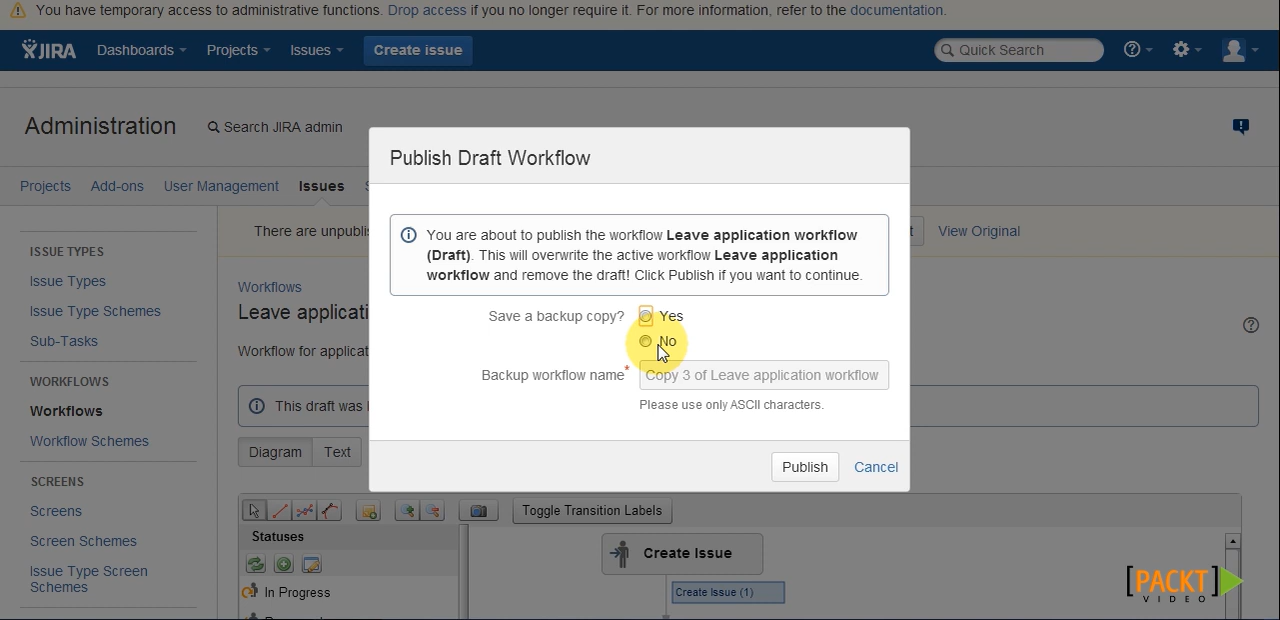 You have temporary access to administrative functions. Drop access if you no longer require it. For more information, refer to the documentation.
JIRA Dashboards Projects Issues Create issue Quick Search
Administration Search JIRA admin
Projects Add-ons User Management Issues
There are unpublis View Original
ISSUE TYPES
Issue Types
Issue Type Schemes
Sub-Tasks
WORKFLOWS
Workflows
Workflow Schemes
SCREENS
Screens
Screen Schemes
Issue Type Screen
Schemes
Workflows
Leave applicati
Workflow for applicat
This draft was
Diagram Text
Publish Draft Workflow
You are about to publish the workflow Leave application workflow
(Draft). This will overwrite the active workflow Leave application
workflow and remove the draft! Click Publish if you want to continue.
Save a backup copy? Yes
No
Backup workflow name* Copy 3 of Leave application workflow
Please use only ASCII characters.
Publish Cancel
Toggle Transition Labels
Statuses
In Progress
Create Issue
Create Issue (1)
[PACKT]
VIDEO